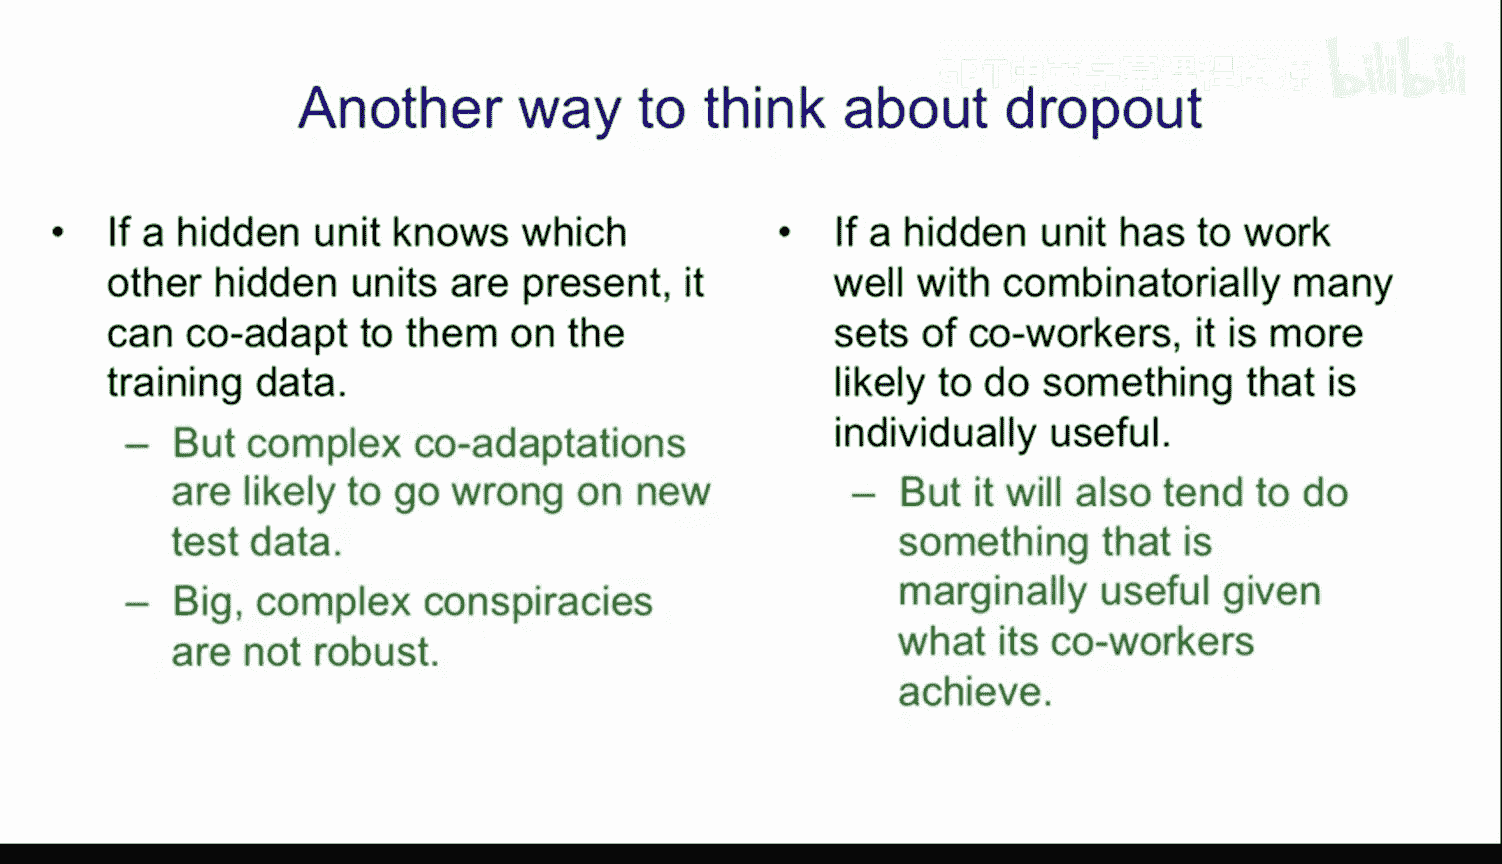 Another way to think about dropout
• If a hidden unit knows which
other hidden units are present, it
can co-adapt to them on the
training data.
– But complex co-adaptations
are likely to go wrong on new
test data.
– Big, complex conspiracies
are not robust.
• If a hidden unit has to work
well with combinatorially many
sets of co-workers, it is more
likely to do something that is
individually useful.
– But it will also tend to do
something that is
marginally useful given
what its co-workers
achieve.
bilibili